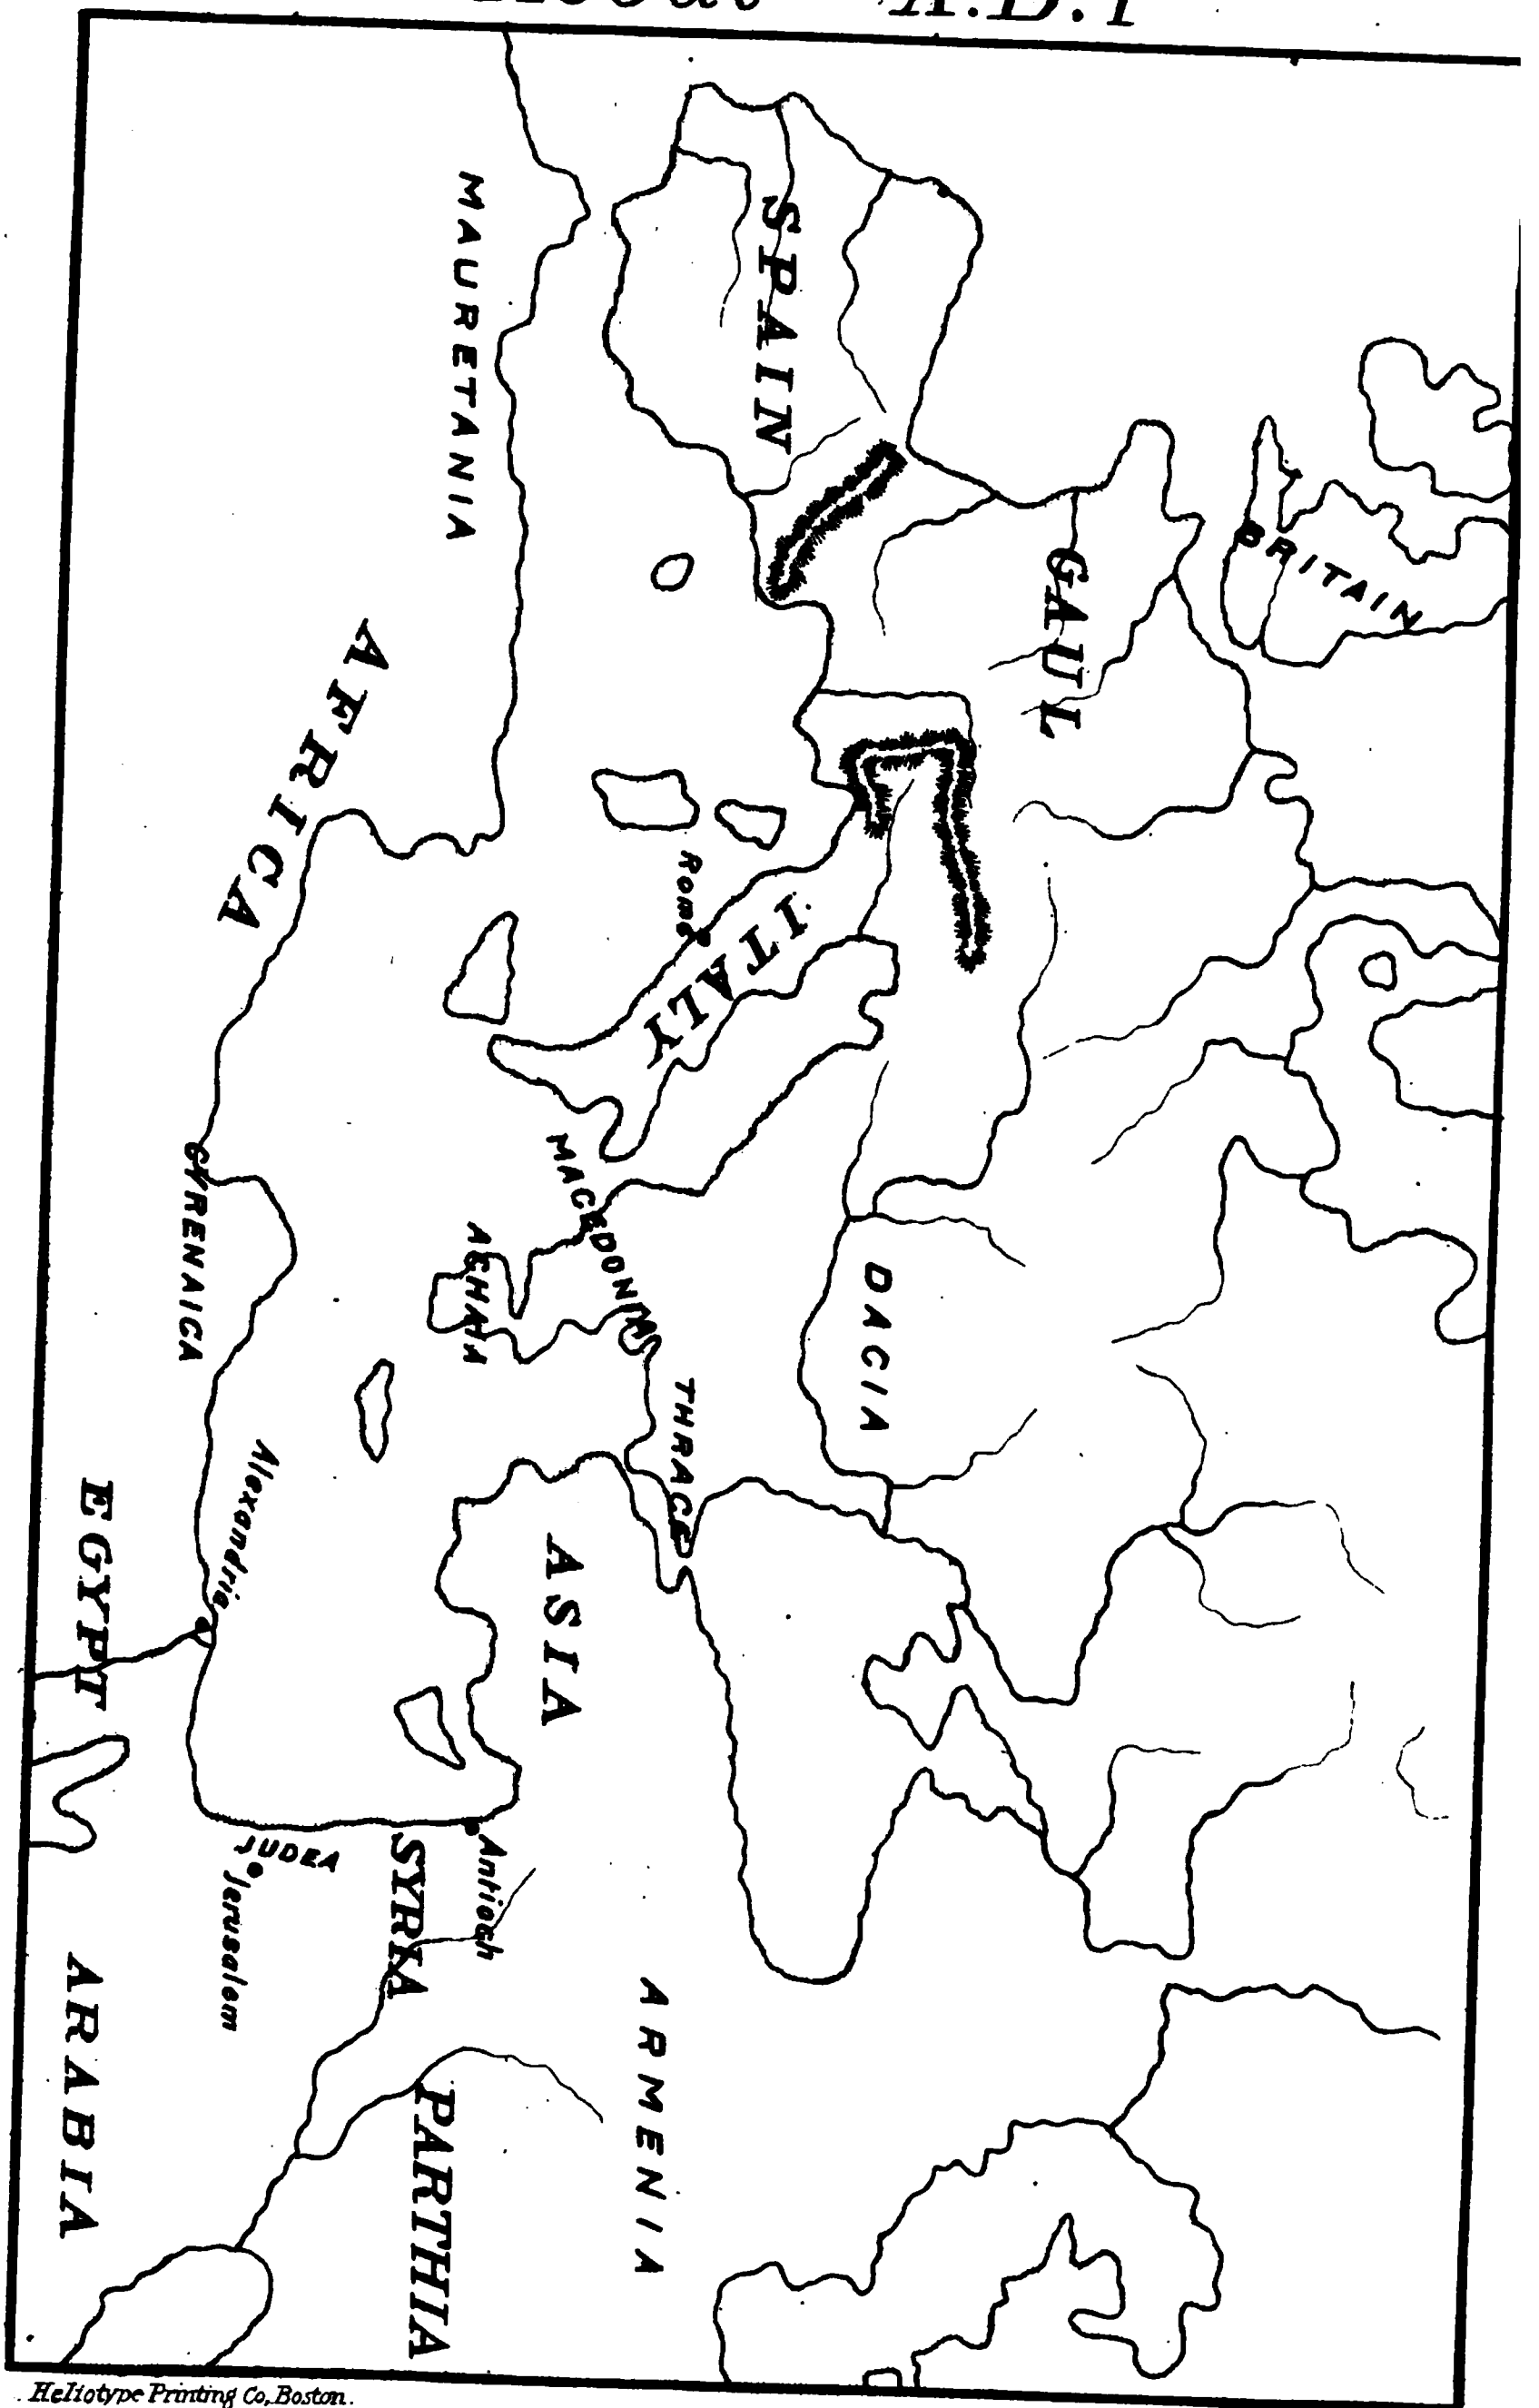 A.D. 1
BRITAIN
GAUL
SPAIN
MAURETANIA
AFRICA
ITALY
Rome
DACIA
MACEDONIA
THRACE
ACHAIA
CYRENAICA
ASIA
Alexandria
EGYPT
ARMENIA
Antioch
SYRIA
JUDEA
Jerusalem
PARTHIA
ARABIA
Heliotype Printing Co, Boston.